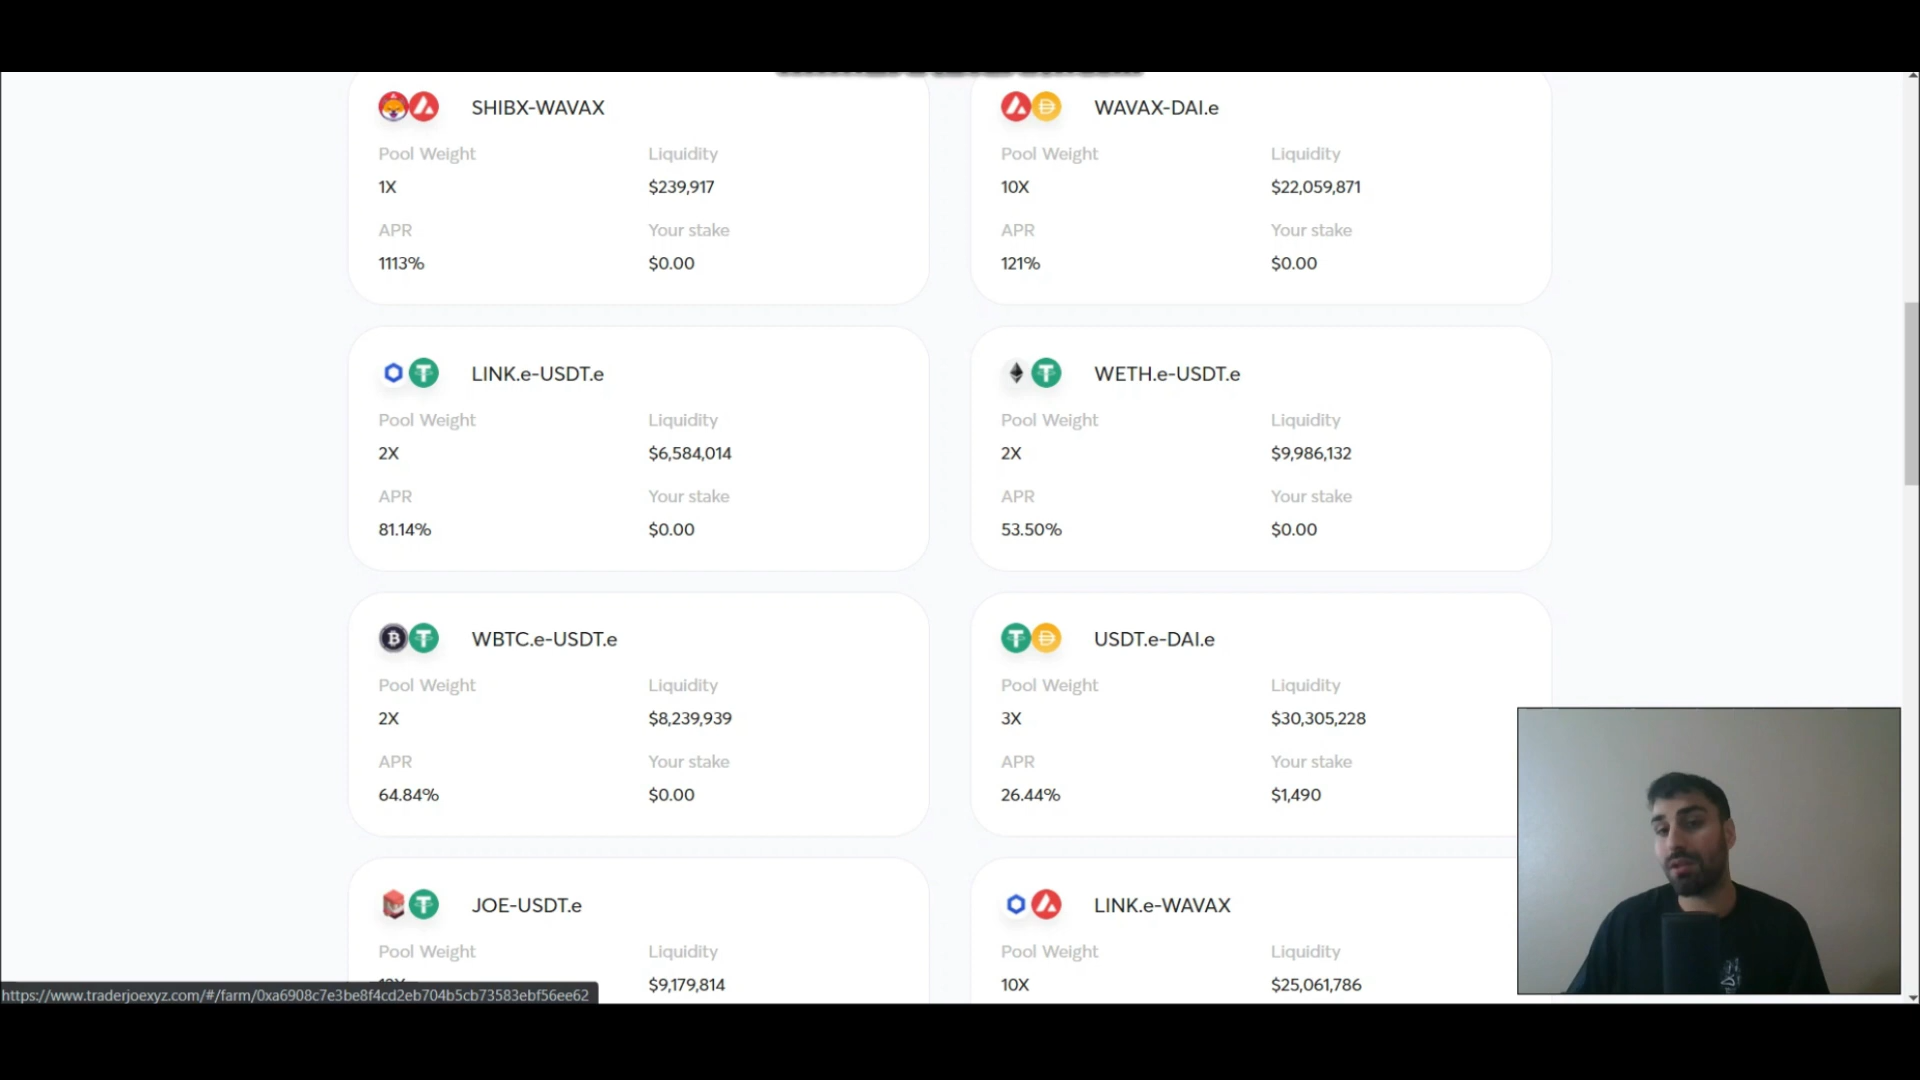 SHIBX-WAVAX
Pool Weight Liquidity
1X $239,917
APR Your stake
1113% $0.00
WAVAX-DAI.e
Pool Weight Liquidity
10X $22,059,871
APR Your stake
121% $0.00
LINK.e-USDT.e
Pool Weight Liquidity
2X $6,584,014
APR Your stake
81.14% $0.00
WETH.e-USDT.e
Pool Weight Liquidity
2X $9,986,132
APR Your stake
53.50% $0.00
WBTC.e-USDT.e
Pool Weight Liquidity
2X $8,239,939
APR Your stake
64.84% $0.00
USDT.e-DAI.e
Pool Weight Liquidity
3X $30,305,228
APR Your stake
26.44% $1,490
JOE-USDT.e
Pool Weight Liquidity
$9,179,814
LINK.e-WAVAX
Pool Weight Liquidity
10X $25,061,786
https://www.traderjoexyz.com/#/farm/0xa6908c7e3be8f4cd2eb704b5cb73583ebf56ee62